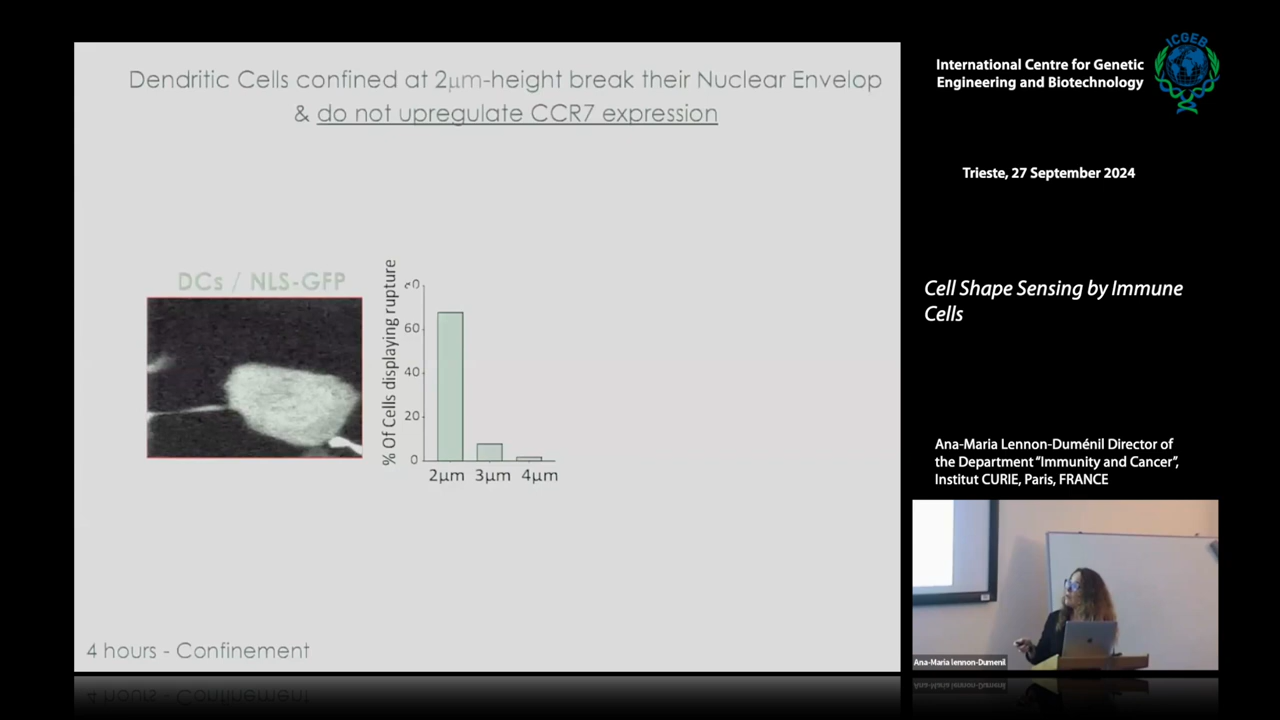 Dendritic Cells confined at 2μm-height break their Nuclear Envelop
& do not upregulate CCR7 expression
DCs / NLS-GFP
% Of Cells displaying rupture
60
40
20
0
2μm 3μm 4μm
4 hours - Confinement
International Centre for Genetic
Engineering and Biotechnology
ICGEB
Trieste, 27 September 2024
Cell Shape Sensing by Immune
Cells
Ana-Maria Lennon-Duménil Director of
the Department “Immunity and Cancer”,
Institut CURIE, Paris, FRANCE
Ana-Maria lennon-Dumenil